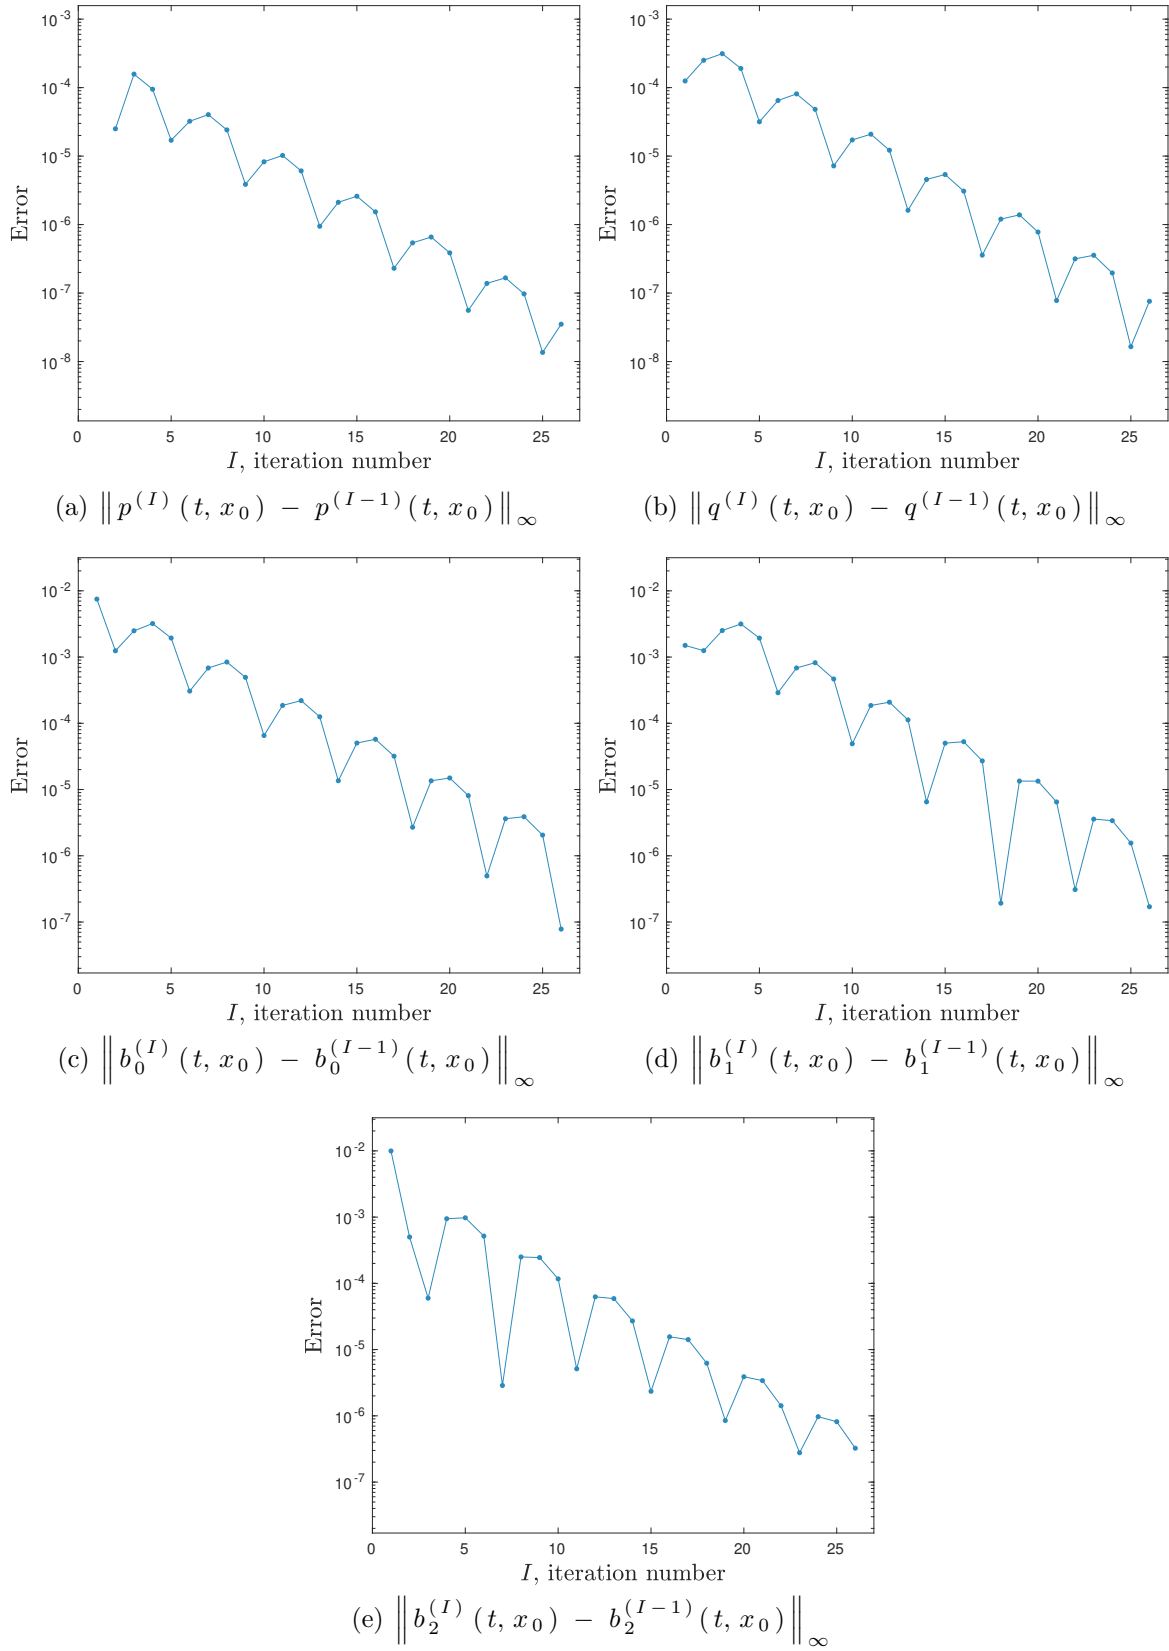 10^-3
10^-4
10^-5
10^-6
10^-7
10^-8
Error
0 5 10 15 20 25
I, iteration number
(a) ‖p^(I)(t, x_0) − p^(I−1)(t, x_0)‖_∞
10^-3
10^-4
10^-5
10^-6
10^-7
10^-8
Error
0 5 10 15 20 25
I, iteration number
(b) ‖q^(I)(t, x_0) − q^(I−1)(t, x_0)‖_∞
10^-2
10^-3
10^-4
10^-5
10^-6
10^-7
Error
0 5 10 15 20 25
I, iteration number
(c) ‖b_0^(I)(t, x_0) − b_0^(I−1)(t, x_0)‖_∞
10^-2
10^-3
10^-4
10^-5
10^-6
10^-7
Error
0 5 10 15 20 25
I, iteration number
(d) ‖b_1^(I)(t, x_0) − b_1^(I−1)(t, x_0)‖_∞
10^-2
10^-3
10^-4
10^-5
10^-6
10^-7
Error
0 5 10 15 20 25
I, iteration number
(e) ‖b_2^(I)(t, x_0) − b_2^(I−1)(t, x_0)‖_∞